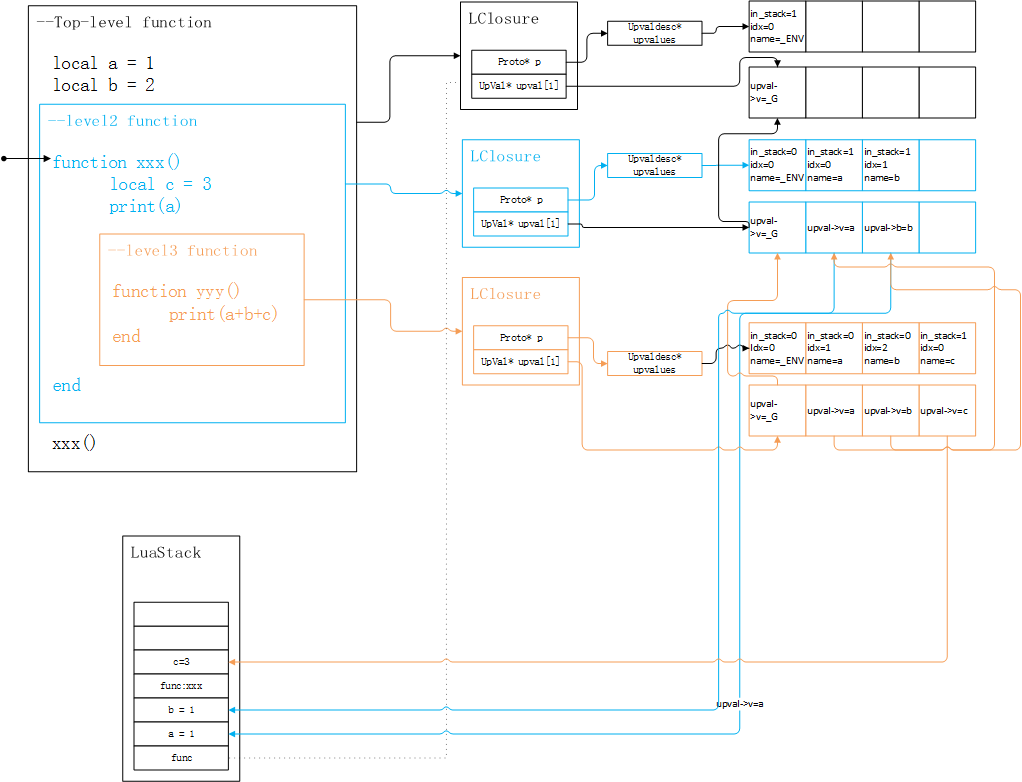 --Top-level function
local a = 1
local b = 2
--level2 function
function xxx()
local c = 3
print(a)
--level3 function
function yyy()
print(a+b+c)
end
end
xxx()
LClosure
Proto* p
UpVal* upval[1]
Upvaldesc*
upvalues
in_stack=1
idx=0
name=_ENV
upval-
>v=_G
LClosure
Proto* p
UpVal* upval[1]
Upvaldesc*
upvalues
in_stack=0
idx=0
name=_ENV
in_stack=1
idx=0
name=a
in_stack=1
idx=1
name=b
upval-
>v=_G
upval->v=a
upval->b=b
LClosure
Proto* p
UpVal* upval[1]
Upvaldesc*
upvalues
in_stack=0
Idx=0
name=_ENV
in_stack=0
idx=1
name=a
in_stack=0
idx=2
name=b
in_stack=1
idx=0
name=c
upval-
>v=_G
upval->v=a
upval->v=b
upval->v=c
LuaStack
c=3
func:xxx
b = 1
a = 1
func
upval->v=a